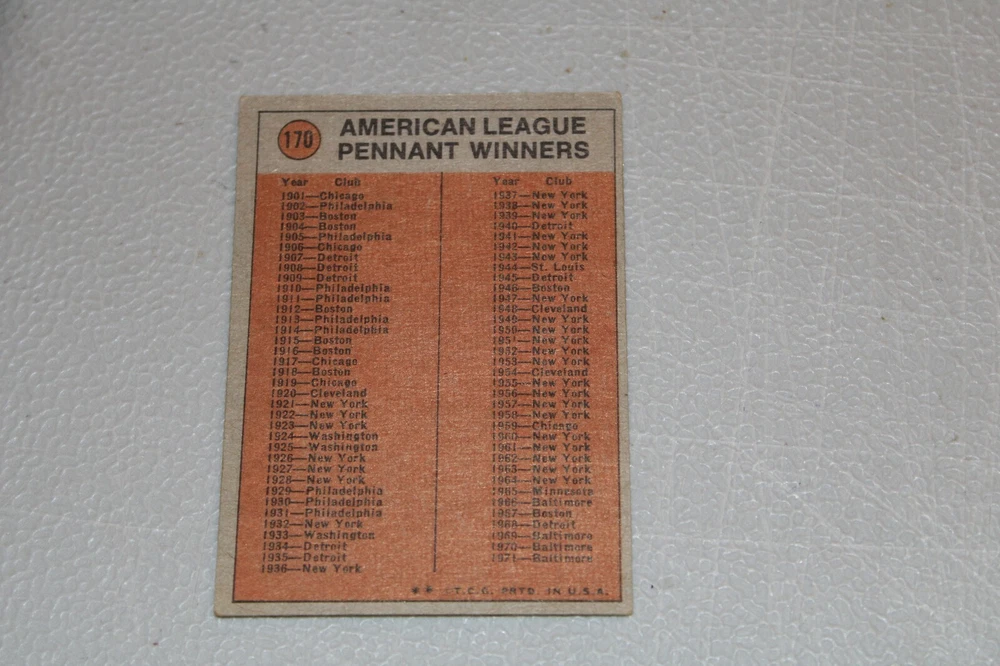 170
AMERICAN LEAGUE
PENNANT WINNERS
Year Club
1901—Chicago
1902—Philadelphia
1903—Boston
1904—Boston
1905—Philadelphia
1906—Chicago
1907—Detroit
1908—Detroit
1909—Detroit
1910—Philadelphia
1911—Philadelphia
1912—Boston
1913—Philadelphia
1914—Philadelphia
1915—Boston
1916—Boston
1917—Chicago
1918—Boston
1919—Chicago
1920—Cleveland
1921—New York
1922—New York
1923—New York
1924—Washington
1925—Washington
1926—New York
1927—New York
1928—New York
1929—Philadelphia
1930—Philadelphia
1931—Philadelphia
1932—New York
1933—Washington
1934—Detroit
1935—Detroit
1936—New York
Year Club
1937—New York
1938—New York
1939—New York
1940—Detroit
1941—New York
1942—New York
1943—New York
1944—St. Louis
1945—Detroit
1946—Boston
1947—New York
1948—Cleveland
1949—New York
1950—New York
1951—New York
1952—New York
1953—New York
1954—Cleveland
1955—New York
1956—New York
1957—New York
1958—New York
1959—Chicago
1960—New York
1961—New York
1962—New York
1963—New York
1964—New York
1965—Minnesota
1966—Baltimore
1967—Boston
1968—Detroit
1969—Baltimore
1970—Baltimore
1971—Baltimore
** T.C.G. PRTD. IN U.S.A.